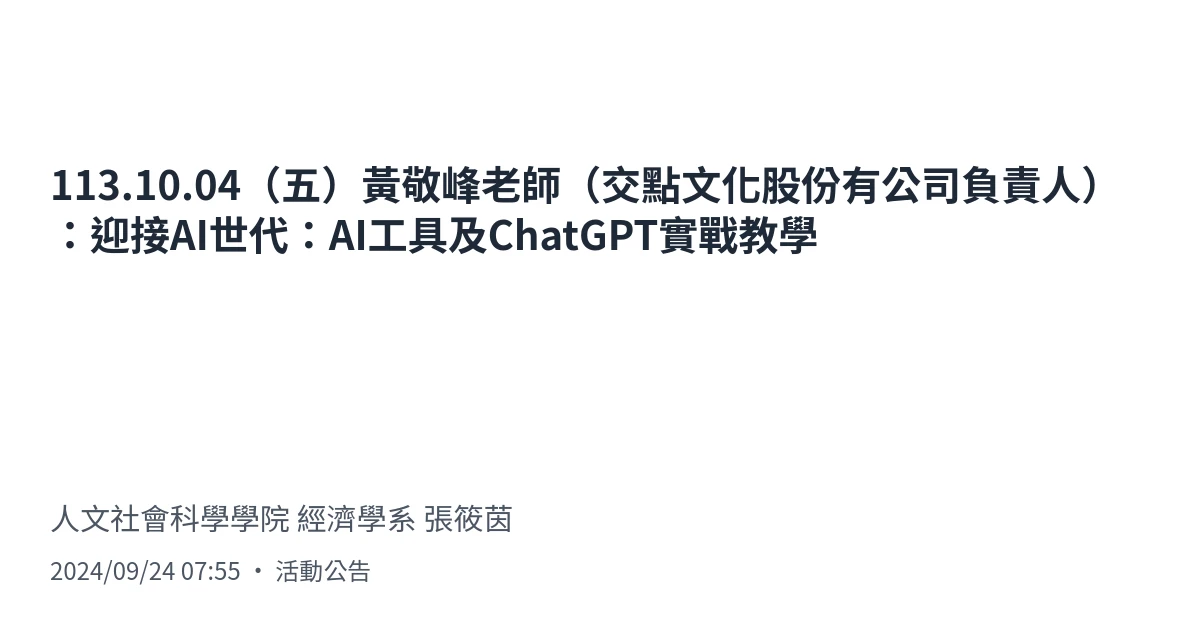 113.10.04（五）黃敬峰老師（交點文化股份有公司負責人）
：迎接AI世代：AI工具及ChatGPT實戰教學
人文社會科學學院 經濟學系 張筱茵
2024/09/24 07:55 • 活動公告